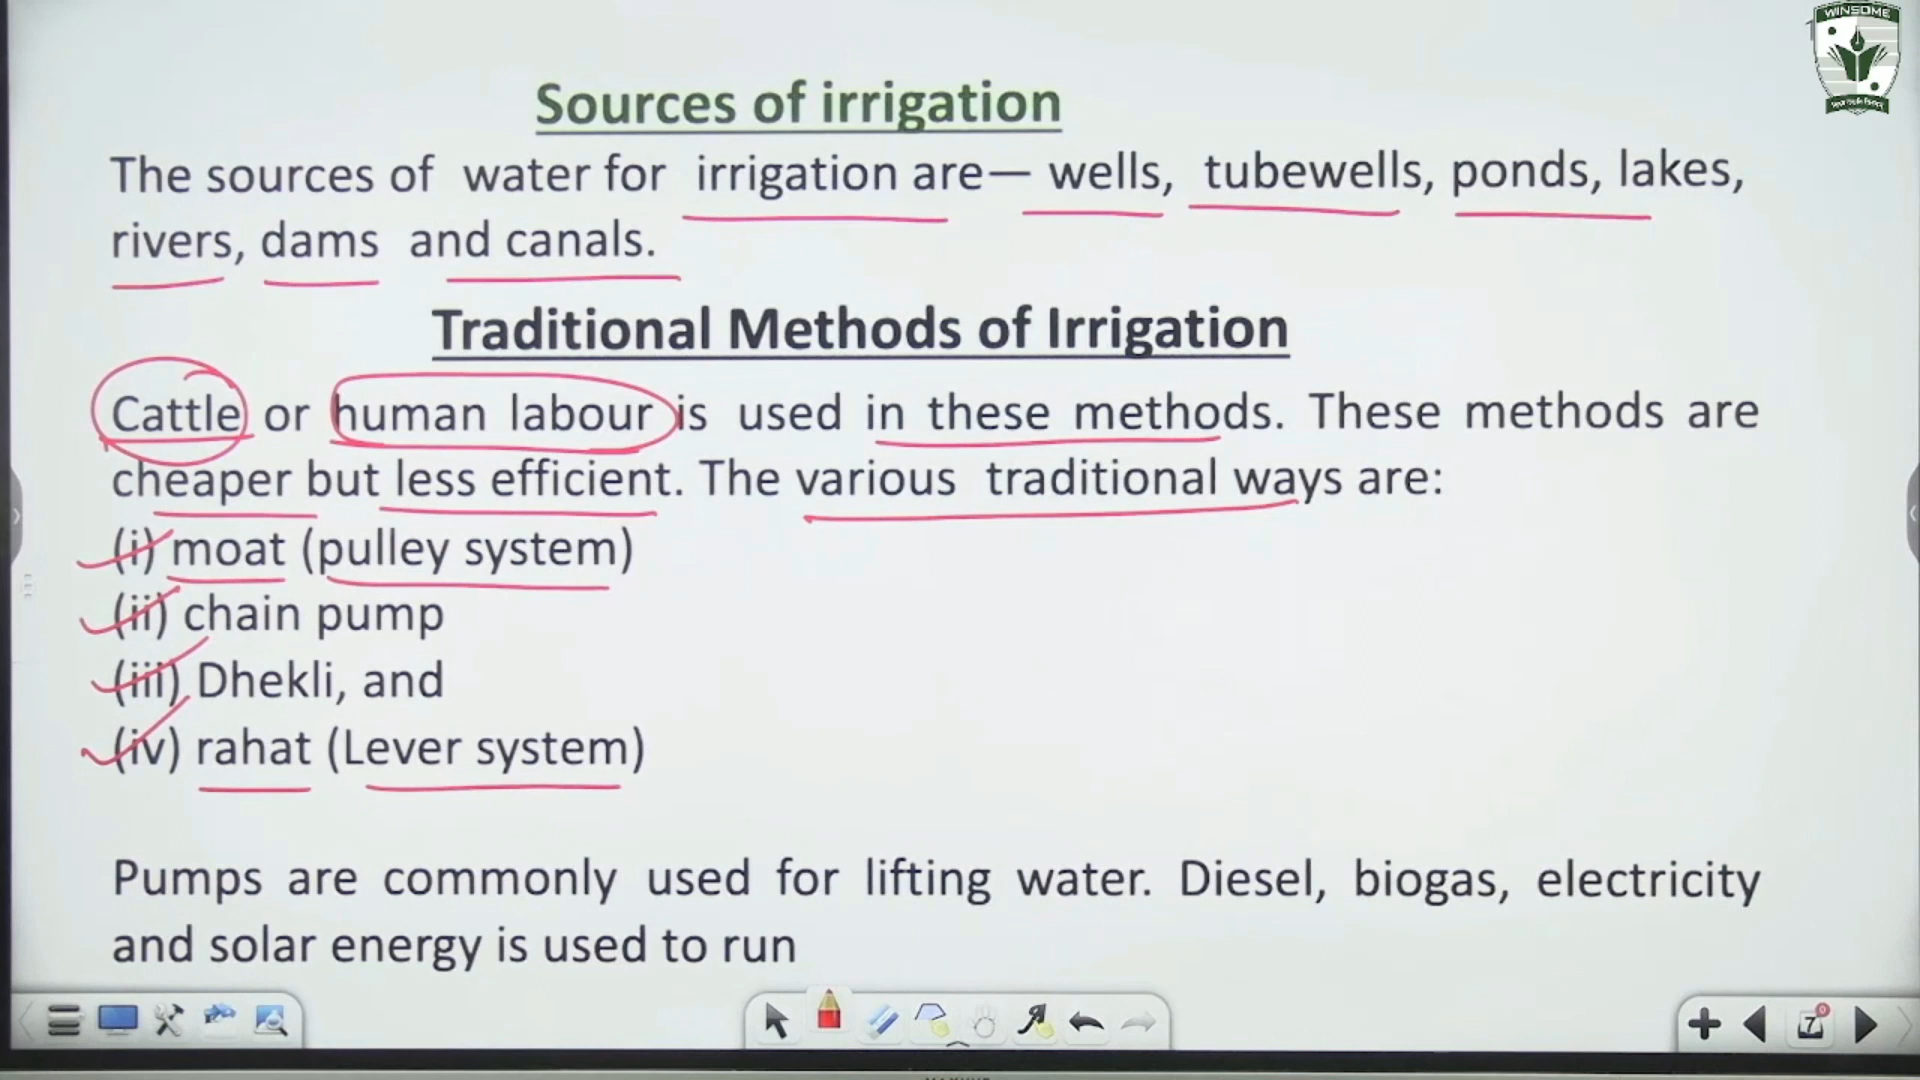 WINSOME
Sources of irrigation
The sources of water for irrigation are— wells, tubewells, ponds, lakes,
rivers, dams and canals.
Traditional Methods of Irrigation
Cattle or human labour is used in these methods. These methods are
cheaper but less efficient. The various traditional ways are:
(i) moat (pulley system)
(ii) chain pump
(iii) Dhekli, and
(iv) rahat (Lever system)
Pumps are commonly used for lifting water. Diesel, biogas, electricity
and solar energy is used to run
7